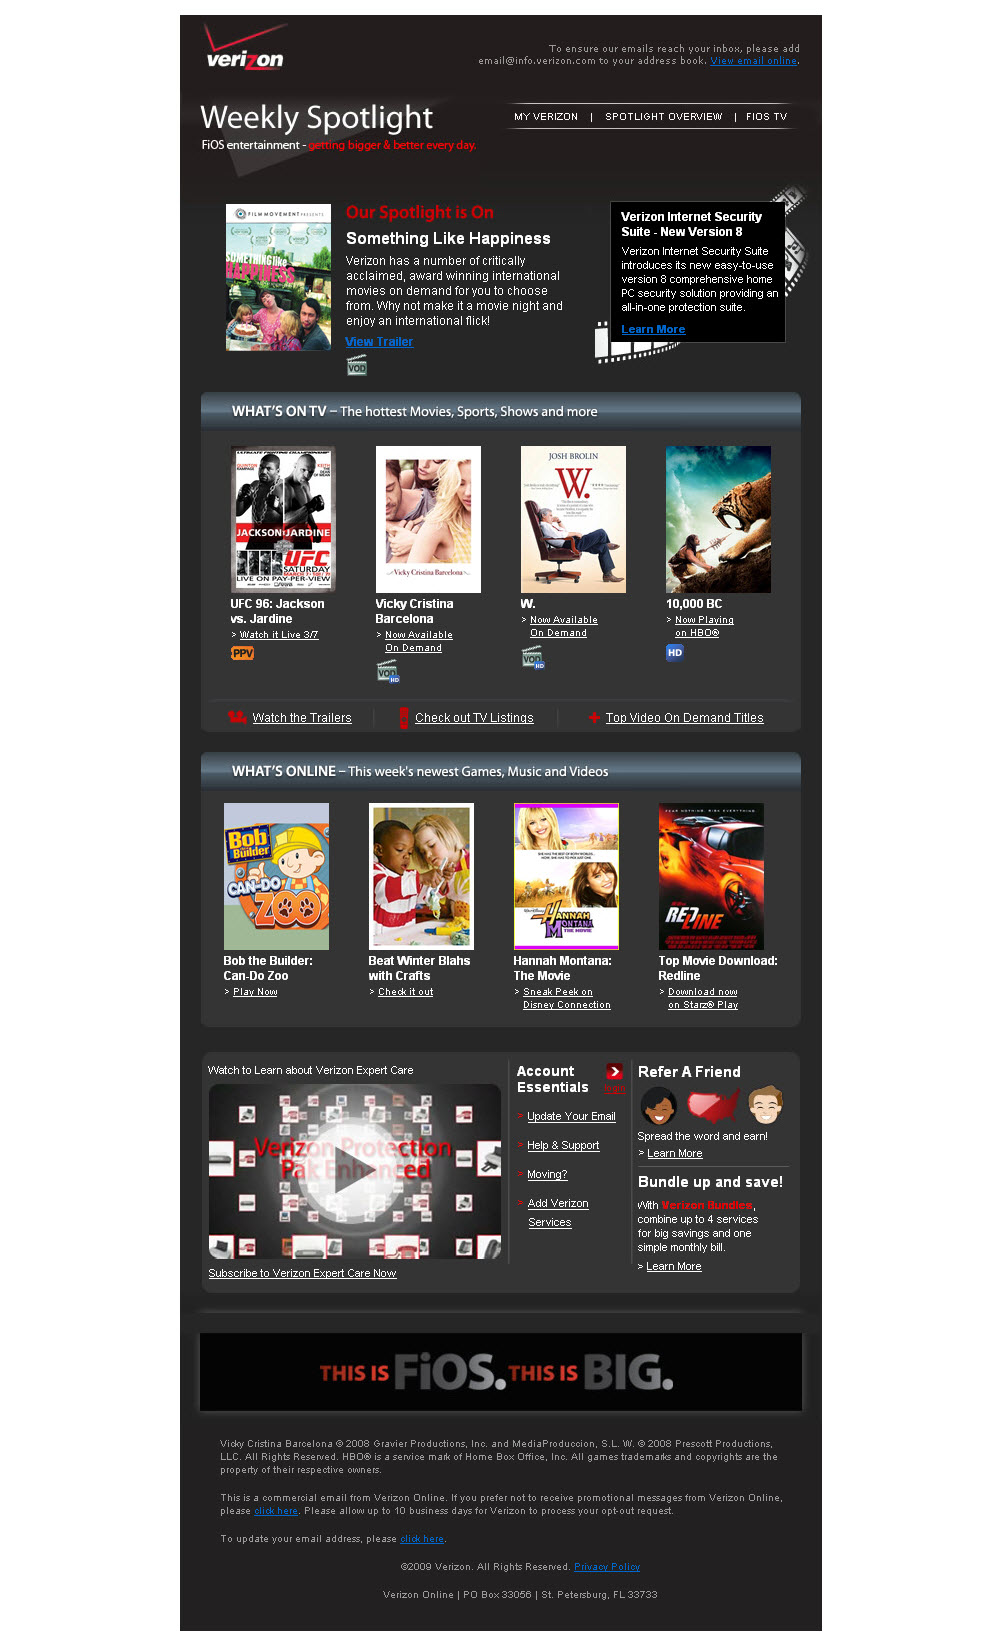 verizon
To ensure our emails reach your inbox, please add
email@info.verizon.com to your address book. View email online.
Weekly Spotlight
FiOS entertainment - getting bigger & better every day.
MY VERIZON | SPOTLIGHT OVERVIEW | FIOS TV
FILM MOVEMENT PRESENTS
SOMETHING like HAPPINESS
Our Spotlight is On
Something Like Happiness
Verizon has a number of critically
acclaimed, award winning international
movies on demand for you to choose
from. Why not make it a movie night and
enjoy an international flick!
View Trailer
VOD
Verizon Internet Security
Suite - New Version 8
Verizon Internet Security Suite
introduces its new easy-to-use
version 8 comprehensive home
PC security solution providing an
all-in-one protection suite.
Learn More
WHAT'S ON TV – The hottest Movies, Sports, Shows and more
ULTIMATE FIGHTING CHAMPIONSHIP
JACKSON JARDINE
UFC
SATURDAY
LIVE ON PAY-PER-VIEW
UFC 96: Jackson
vs. Jardine
> Watch it Live 3/7
PPV
Vicky Cristina Barcelona
Vicky Cristina
Barcelona
> Now Available
On Demand
VOD HD
JOSH BROLIN
W.
W.
> Now Available
On Demand
VOD HD
10,000 BC
> Now Playing
on HBO®
HD
Watch the Trailers
Check out TV Listings
Top Video On Demand Titles
WHAT'S ONLINE – This week's newest Games, Music and Videos
Bob the Builder
CAN-DO
ZOO
Bob the Builder:
Can-Do Zoo
> Play Now
Beat Winter Blahs
with Crafts
> Check it out
HANNAH
MONTANA
THE MOVIE
Hannah Montana:
The Movie
> Sneak Peek on
Disney Connection
FEAR NOTHING. RISK EVERYTHING
REDLINE
Top Movie Download:
Redline
> Download now
on Starz® Play
Watch to Learn about Verizon Expert Care
Verizon Protection
Pak Enhanced
Subscribe to Verizon Expert Care Now
Account
Essentials
login
> Update Your Email
> Help & Support
> Moving?
> Add Verizon
Services
Refer A Friend
Spread the word and earn!
> Learn More
Bundle up and save!
With Verizon Bundles,
combine up to 4 services
for big savings and one
simple monthly bill.
> Learn More
THIS IS FiOS. THIS IS BIG.
Vicky Cristina Barcelona © 2008 Gravier Productions, Inc. and MediaProduccion, S.L. W. © 2008 Prescott Productions,
LLC. All Rights Reserved. HBO® is a service mark of Home Box Office, Inc. All games trademarks and copyrights are the
property of their respective owners.
This is a commercial email from Verizon Online. If you prefer not to receive promotional messages from Verizon Online,
please click here. Please allow up to 10 business days for Verizon to process your opt-out request.
To update your email address, please click here.
©2009 Verizon. All Rights Reserved. Privacy Policy
Verizon Online | PO Box 33056 | St. Petersburg, FL 33733